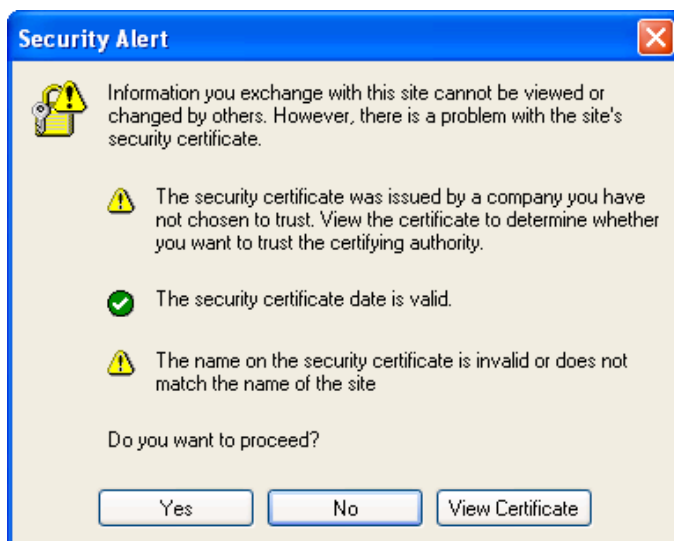 Security Alert
Information you exchange with this site cannot be viewed or
changed by others. However, there is a problem with the site's
security certificate.
The security certificate was issued by a company you have
not chosen to trust. View the certificate to determine whether
you want to trust the certifying authority.
The security certificate date is valid.
The name on the security certificate is invalid or does not
match the name of the site
Do you want to proceed?
Yes No View Certificate